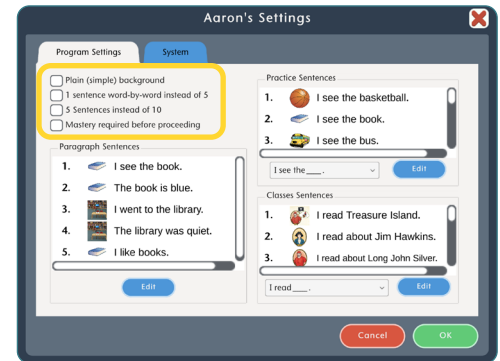 Aaron's Settings
Program Settings
System
Plain (simple) background
1 sentence word-by-word instead of 5
5 Sentences instead of 10
Mastery required before proceeding
Paragraph Sentences
1. I see the book.
2. The book is blue.
3. I went to the library.
4. The library was quiet.
5. I like books.
Edit
Practice Sentences
1. I see the basketball.
2. I see the book.
3. I see the bus.
I see the ___.
Edit
Classes Sentences
1. I read Treasure Island.
2. I read about Jim Hawkins.
3. I read about Long John Silver.
I read ___.
Edit
Cancel
OK